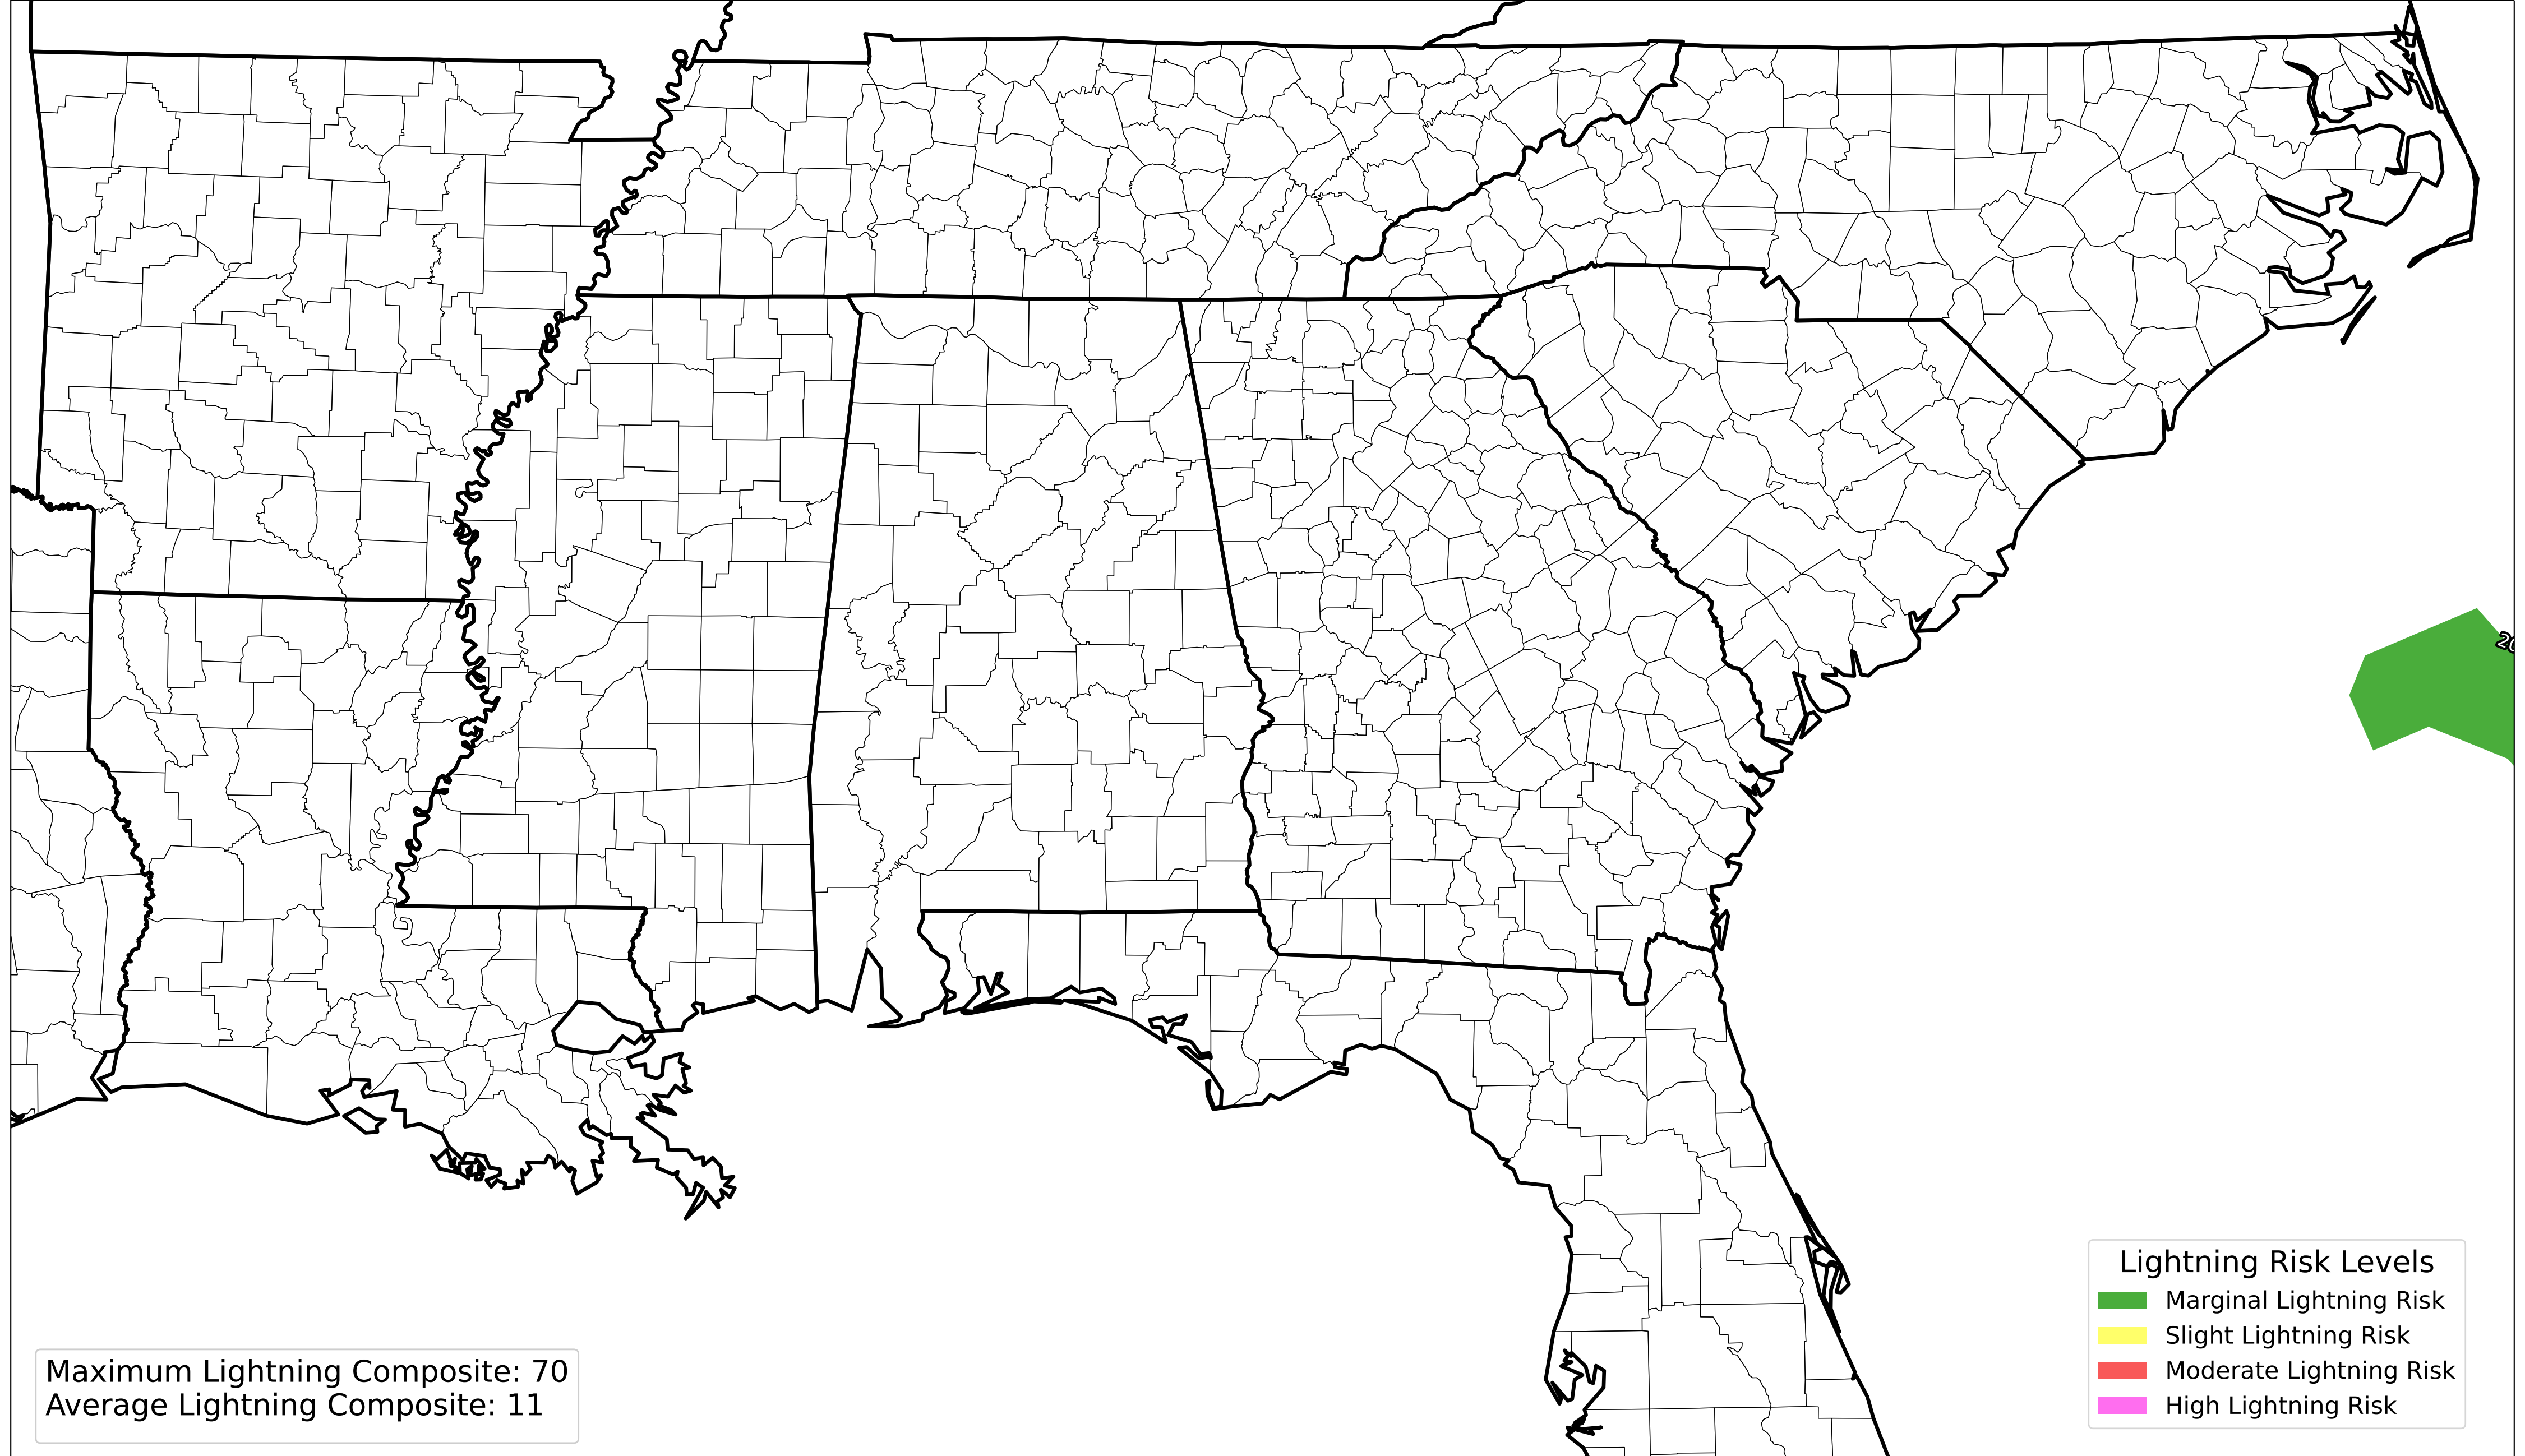 Lightning Risk Levels
Marginal Lightning Risk
Slight Lightning Risk
Moderate Lightning Risk
High Lightning Risk
Maximum Lightning Composite: 70
Average Lightning Composite: 11